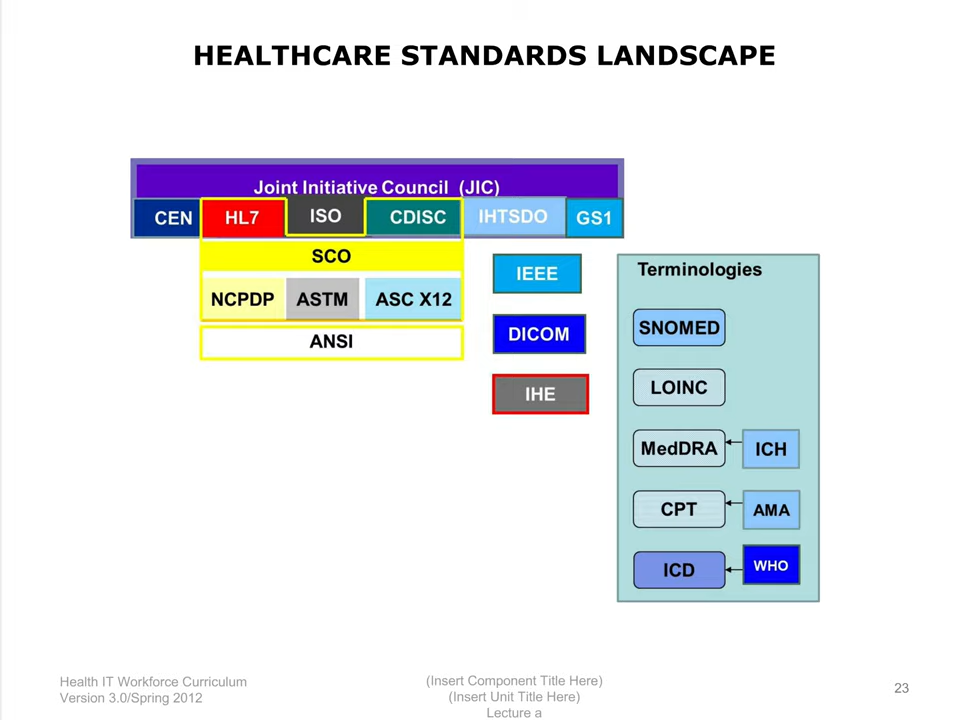 HEALTHCARE STANDARDS LANDSCAPE
Joint Initiative Council (JIC)
CEN HL7 ISO CDISC IHTSDO GS1
SCO
NCPDP ASTM ASC X12
ANSI
IEEE
DICOM
IHE
Terminologies
SNOMED
LOINC
MedDRA ICH
CPT AMA
ICD WHO
Health IT Workforce Curriculum
Version 3.0/Spring 2012
(Insert Component Title Here)
(Insert Unit Title Here)
Lecture a
23